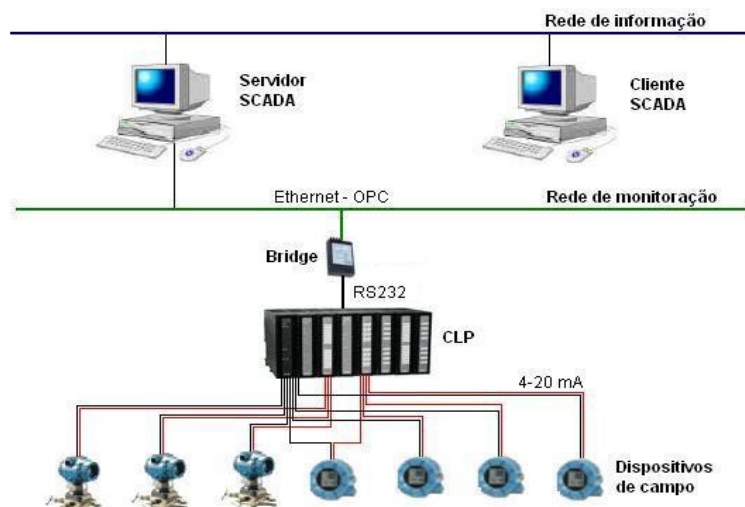 Rede de informação
Servidor
SCADA
Cliente
SCADA
Ethernet - OPC
Rede de monitoração
Bridge
RS232
CLP
4-20 mA
Dispositivos
de campo